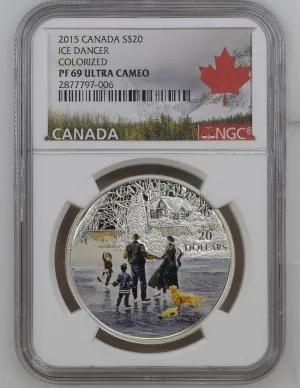 2015 CANADA S$20
ICE DANCER
COLORIZED
PF 69 ULTRA CAMEO
2877797-006
CANADA
NGC
20
DOLLARS